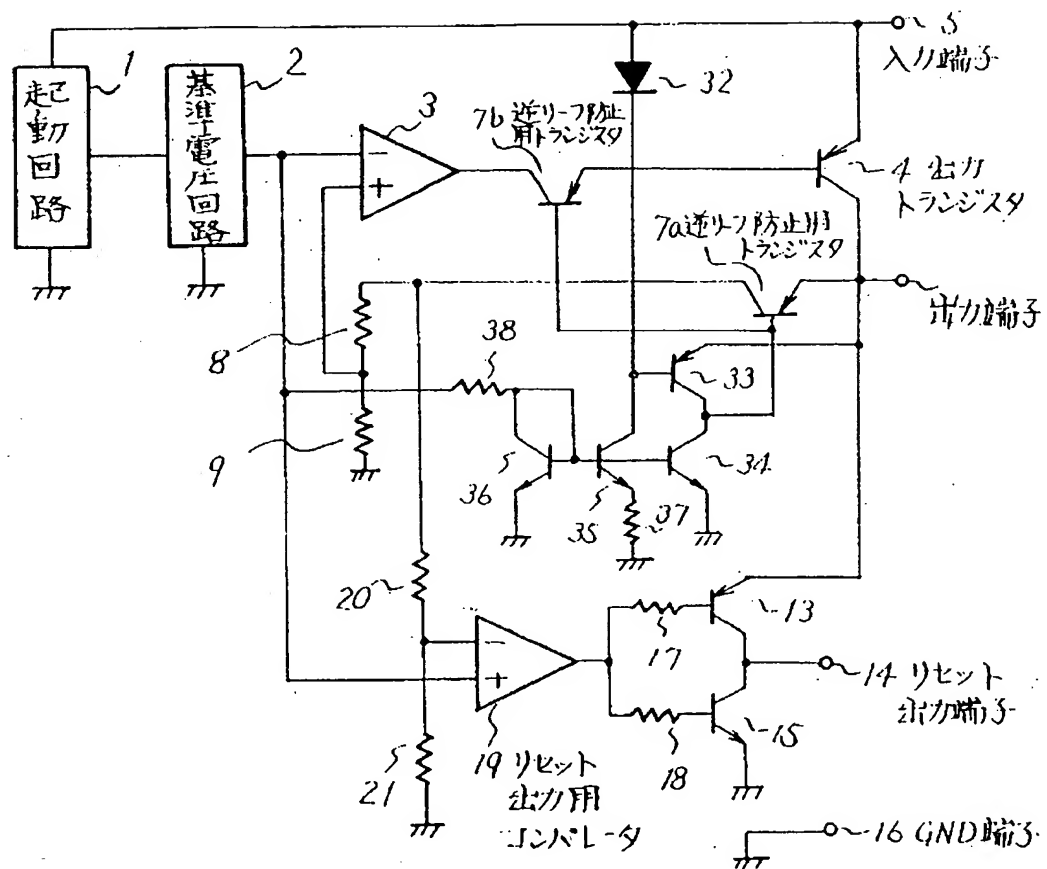 5
入力端子
1
起動回路
2
基準電圧回路
3
32
7b 逆リーフ防止
用トランジスタ
4 出力
トランジスタ
7a逆リーフ防止用
トランジスタ
出力端子
8
38
33
9
36
35
37
34
20
17
13
14 リセット
出力端子
15
18
21
19 リセット
出力用
コンパレータ
16 GND端子